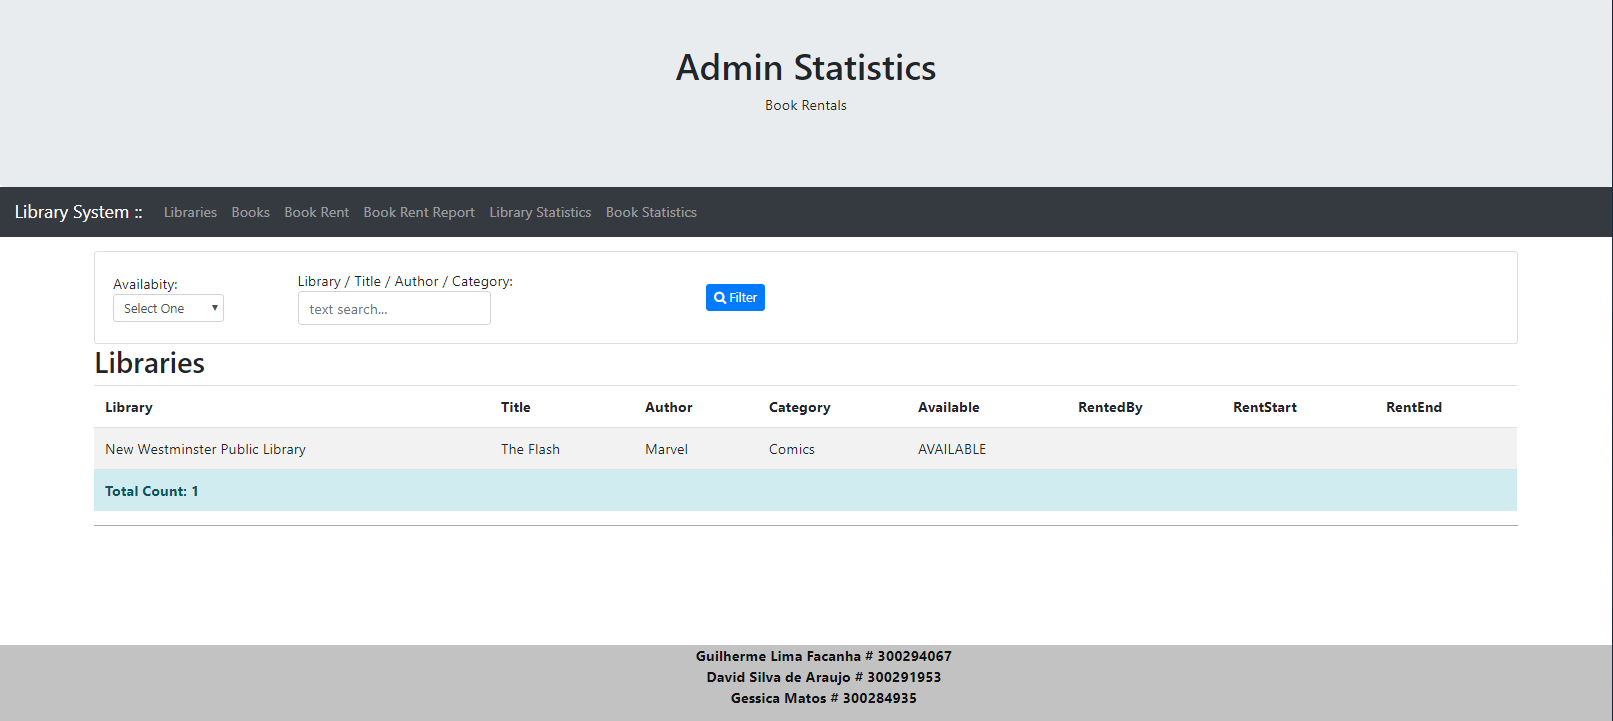 Admin Statistics
Book Rentals
Library System :: Libraries Books Book Rent Book Rent Report Library Statistics Book Statistics
Availabity:
Select One
Library / Title / Author / Category:
text search...
Filter
Libraries
Library Title Author Category Available RentedBy RentStart RentEnd
New Westminster Public Library The Flash Marvel Comics AVAILABLE
Total Count: 1
Guilherme Lima Facanha # 300294067
David Silva de Araujo # 300291953
Gessica Matos # 300284935